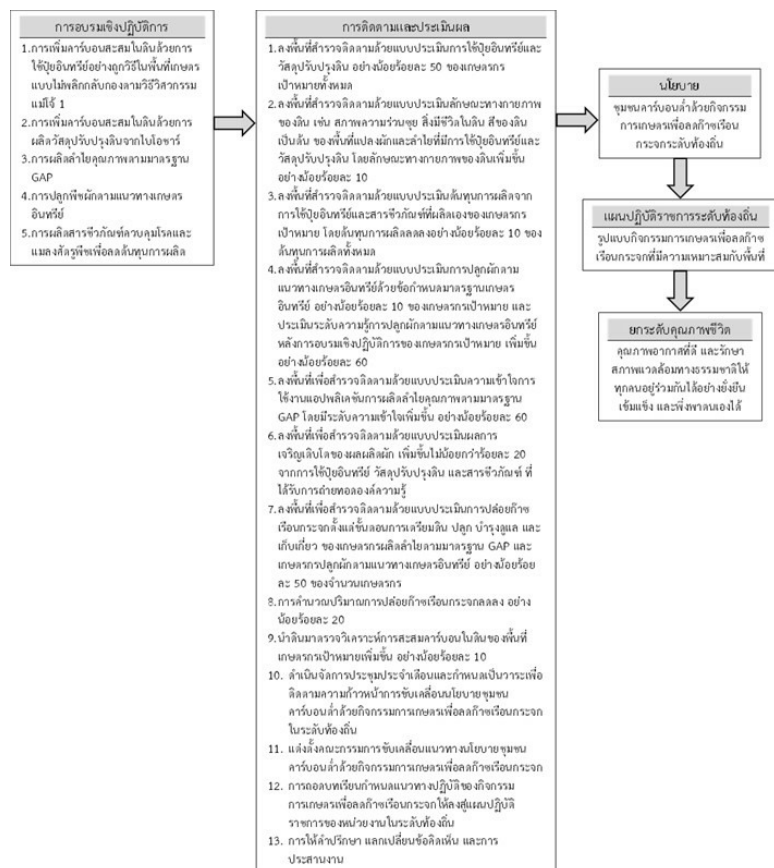 การอบรมเชิงปฏิบัติการ
1.การเพิ่มคาร์บอนสะสมในดินด้วยการ
ใช้ปุ๋ยอินทรีย์อย่างถูกวิธีในพื้นที่เกษตร
แบบไม่พลิกกลับกองตามวิธีวิศวกรรม
แม่โจ้ 1
2.การเพิ่มคาร์บอนสะสมในดินด้วยการ
ผลิตวัสดุปรับปรุงดินจากไบโอชาร์
3.การผลิตลำไยคุณภาพตามมาตรฐาน
GAP
4.การปลูกพืชผักตามแนวทางเกษตร
อินทรีย์
5.การผลิตสารชีวภัณฑ์ควบคุมโรคและ
แมลงศัตรูพืชเพื่อลดต้นทุนการผลิต
การติดตามและประเมินผล
1.ลงพื้นที่สำรวจติดตามด้วยแบบประเมินการใช้ปุ๋ยอินทรีย์และ
วัสดุปรับปรุงดิน อย่างน้อยร้อยละ 50 ของเกษตรกร
เป้าหมายทั้งหมด
2.ลงพื้นที่สำรวจติดตามด้วยแบบประเมินลักษณะทางกายภาพ
ของดิน เช่น สภาพความร่วนซุย สิ่งมีชีวิตในดิน สีของดิน
เป็นต้น ของพื้นที่แปลงผักและลำไยที่มีการใช้ปุ๋ยอินทรีย์และ
วัสดุปรับปรุงดิน โดยลักษณะทางกายภาพของดินเพิ่มขึ้น
อย่างน้อยร้อยละ 10
3.ลงพื้นที่สำรวจติดตามด้วยแบบประเมินต้นทุนการผลิตจาก
การใช้ปุ๋ยอินทรีย์และสารชีวภัณฑ์ที่ผลิตเองของเกษตรกร
เป้าหมาย โดยต้นทุนการผลิตลดลงอย่างน้อยร้อยละ 10 ของ
ต้นทุนการผลิตทั้งหมด
4.ลงพื้นที่สำรวจติดตามด้วยแบบประเมินการปลูกผักตาม
แนวทางเกษตรอินทรีย์ด้วยข้อกำหนดมาตรฐานเกษตร
อินทรีย์ อย่างน้อยร้อยละ 10 ของเกษตรกรเป้าหมาย และ
ประเมินระดับความรู้การปลูกผักตามแนวทางเกษตรอินทรีย์
หลังการอบรมเชิงปฏิบัติการของเกษตรกรเป้าหมาย เพิ่มขึ้น
อย่างน้อยร้อยละ 60
5.ลงพื้นที่เพื่อสำรวจติดตามด้วยแบบประเมินความเข้าใจการ
ใช้งานแอปพลิเคชันการผลิตลำไยคุณภาพตามมาตรฐาน
GAP โดยมีระดับความเข้าใจเพิ่มขึ้น อย่างน้อยร้อยละ 60
6.ลงพื้นที่เพื่อสำรวจติดตามด้วยแบบประเมินผลการ
เจริญเติบโตของผลผลิตผัก เพิ่มขึ้นไม่น้อยกว่าร้อยละ 20
จากการใช้ปุ๋ยอินทรีย์ วัสดุปรับปรุงดิน และสารชีวภัณฑ์ ที่
ได้รับการถ่ายทอดองค์ความรู้
7.ลงพื้นที่เพื่อสำรวจติดตามด้วยแบบประเมินการปล่อยก๊าซ
เรือนกระจกตั้งแต่ขั้นตอนการเตรียมดิน ปลูก บำรุงดูแล และ
เก็บเกี่ยว ของเกษตรกรผลิตลำไยตามมาตรฐาน GAP และ
เกษตรกรปลูกผักตามแนวทางเกษตรอินทรีย์ อย่างน้อยร้อย
ละ 50 ของจำนวนเกษตรกร
8.การคำนวณปริมาณการปล่อยก๊าซเรือนกระจกลดลง อย่าง
น้อยร้อยละ 20
9.นำดินมาตรวจวิเคราะห์การสะสมคาร์บอนในดินของพื้นที่
เกษตรกรเป้าหมายเพิ่มขึ้น อย่างน้อยร้อยละ 10
10. ดำเนินจัดการประชุมประจำเดือนและกำหนดเป็นวาระเพื่อ
ติดตามความก้าวหน้าการขับเคลื่อนนโยบายชุมชน
คาร์บอนต่ำด้วยกิจกรรมการเกษตรเพื่อลดก๊าซเรือนกระจก
ในระดับท้องถิ่น
11. แต่งตั้งคณะกรรมการขับเคลื่อนแนวทางนโยบายชุมชน
คาร์บอนต่ำด้วยกิจกรรมการเกษตรเพื่อลดก๊าซเรือนกระจก
12. การถอดบทเรียนกำหนดแนวทางปฏิบัติของกิจกรรม
การเกษตรเพื่อลดก๊าซเรือนกระจกให้ลงสู่แผนปฏิบัติ
ราชการของหน่วยงานในระดับท้องถิ่น
13. การให้คำปรึกษา แลกเปลี่ยนข้อคิดเห็น และการ
ประสานงาน
นโยบาย
ชุมชนคาร์บอนต่ำด้วยกิจกรรม
การเกษตรเพื่อลดก๊าซเรือน
กระจกระดับท้องถิ่น
แผนปฏิบัติราชการระดับท้องถิ่น
รูปแบบกิจกรรมการเกษตรเพื่อลดก๊าซ
เรือนกระจกที่มีความเหมาะสมกับพื้นที่
ยกระดับคุณภาพชีวิต
คุณภาพอากาศที่ดี และรักษา
สภาพแวดล้อมทางธรรมชาติให้
ทุกคนอยู่ร่วมกันได้อย่างยั่งยืน
เข้มแข็ง และพึ่งพาตนเองได้